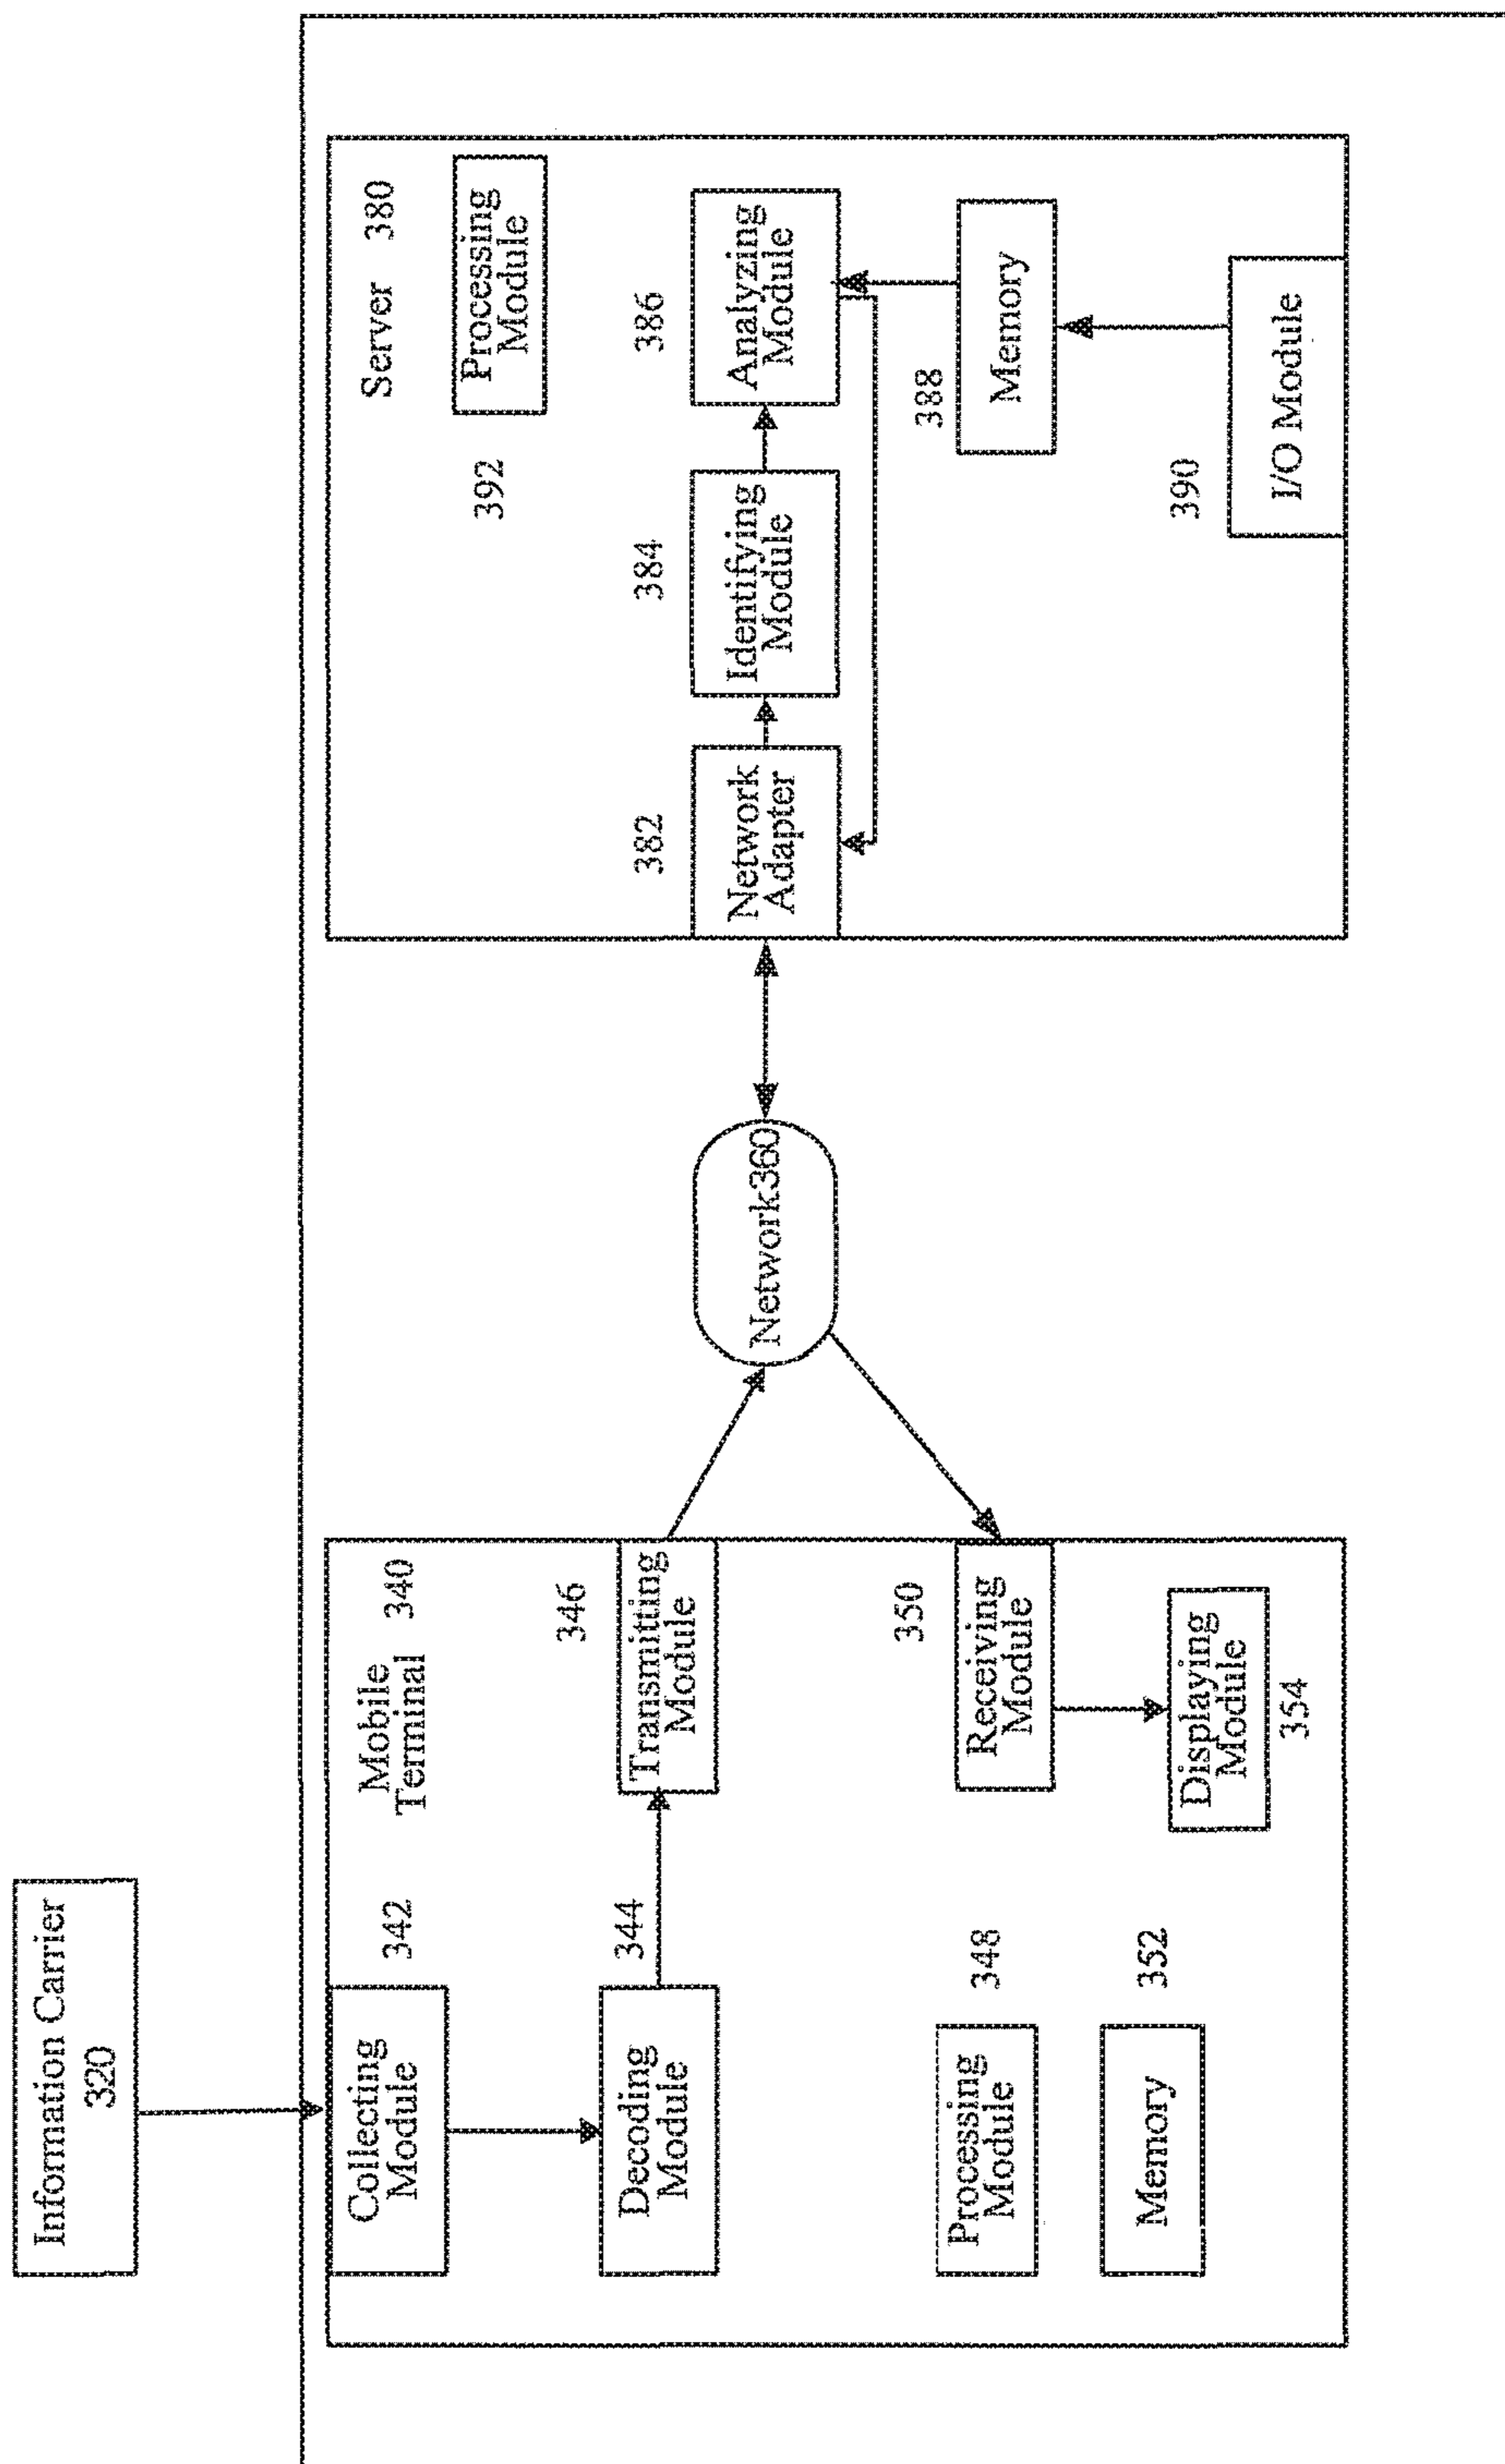 Information Carrier
320
Collecting
Module
342
Mobile
Terminal
340
Decoding
Module
344
Transmitting
Module
346
Processing
Module
348
Receiving
Module
350
Memory
352
Displaying
Module
354
Network360
Server 380
Processing
Module
392
Network
Adapter
382
Identifying
Module
384
Analyzing
Module
386
Memory
388
I/O Module
390